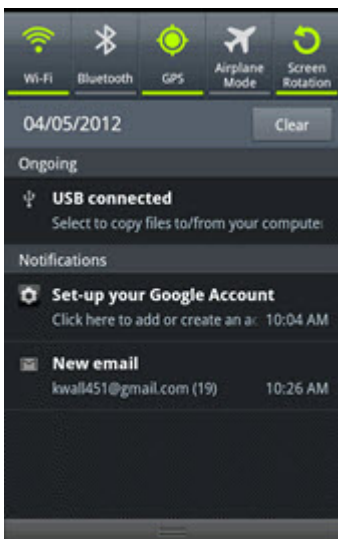 Wi-Fi Bluetooth GPS Airplane Mode Screen Rotation
04/05/2012 Clear
Ongoing
USB connected
Select to copy files to/from your computer
Notifications
Set-up your Google Account
Click here to add or create an ac 10:04 AM
New email
kwall451@gmail.com (19) 10:26 AM